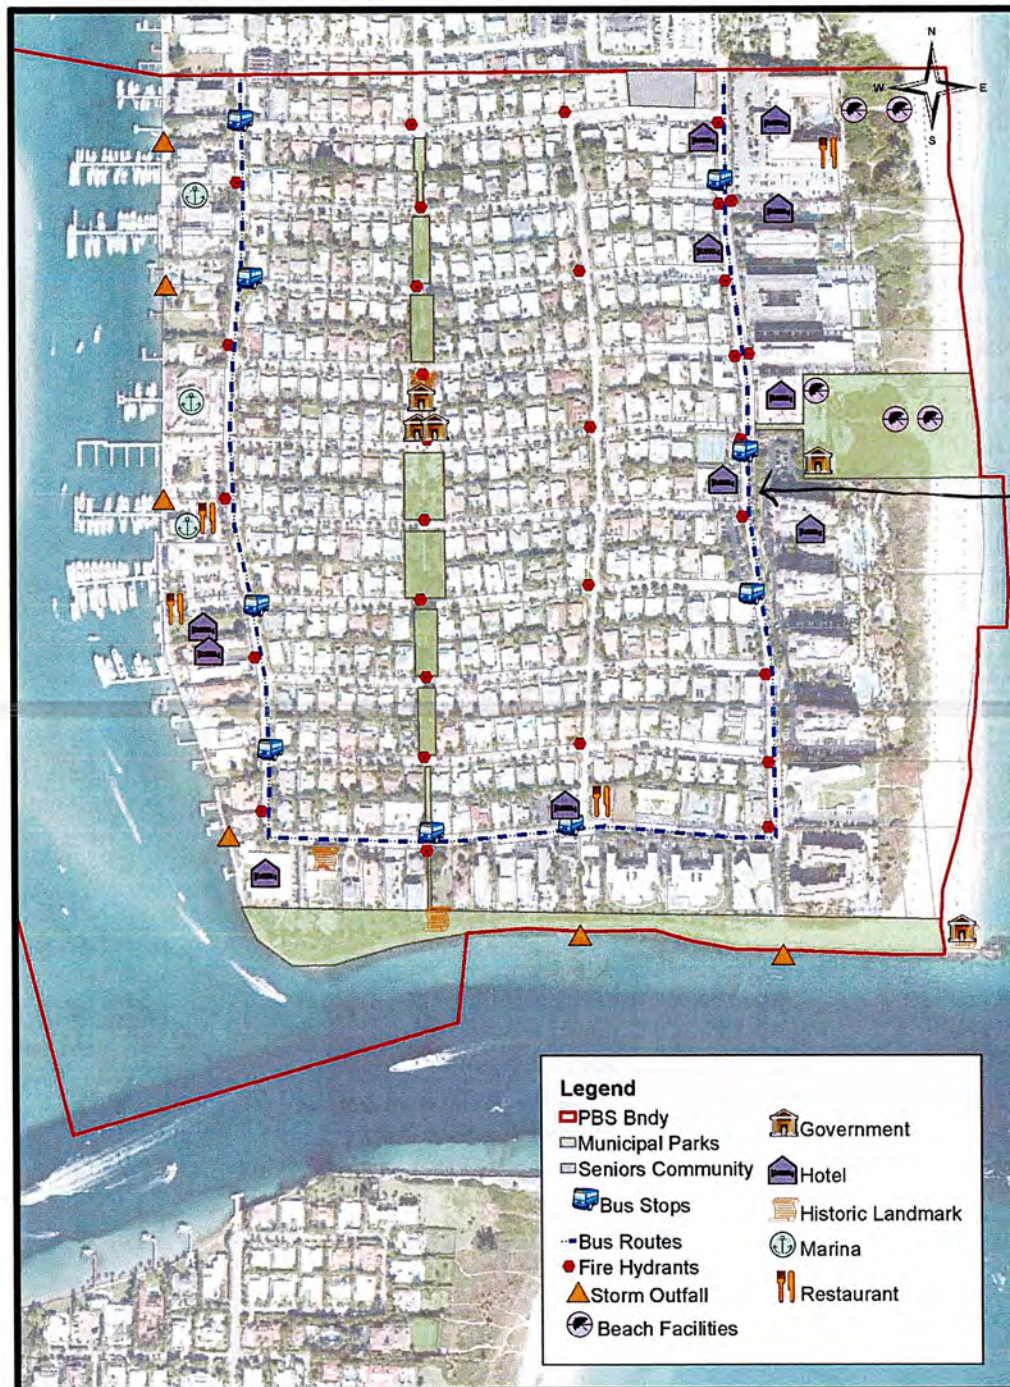 N
W E
S
Legend
PBS Bndy
Municipal Parks
Seniors Community
Bus Stops
Bus Routes
Fire Hydrants
Storm Outfall
Beach Facilities
Government
Hotel
Historic Landmark
Marina
Restaurant